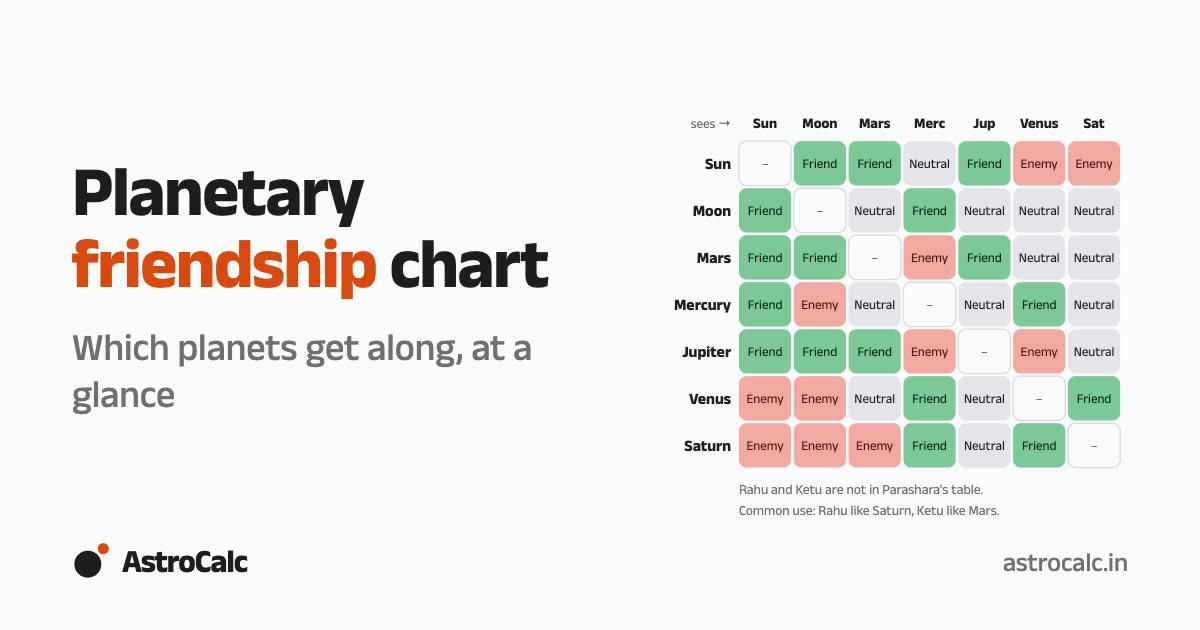 Planetary
friendship chart
Which planets get along, at a
glance
sees → Sun Moon Mars Merc Jup Venus Sat
Sun – Friend Friend Neutral Friend Enemy Enemy
Moon Friend – Neutral Friend Neutral Neutral Neutral
Mars Friend Friend – Enemy Friend Neutral Neutral
Mercury Friend Enemy Neutral – Neutral Friend Neutral
Jupiter Friend Friend Friend Enemy – Enemy Neutral
Venus Enemy Enemy Neutral Friend Neutral – Friend
Saturn Enemy Enemy Enemy Friend Neutral Friend –
Rahu and Ketu are not in Parashara's table.
Common use: Rahu like Saturn, Ketu like Mars.
AstroCalc
astrocalc.in